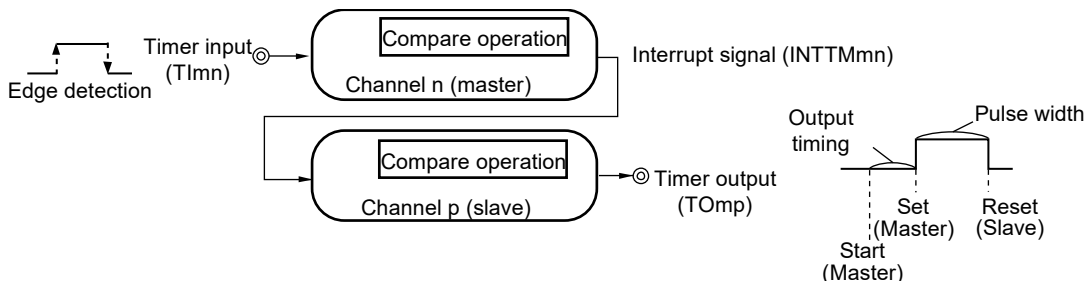 Compare operation
Timer input
(TImn)
Interrupt signal (INTTMmn)
Edge detection
Channel n (master)
Output
timing
Pulse width
Compare operation
Timer output
(TOmp)
Channel p (slave)
Set
(Master)
Reset
(Slave)
Start
(Master)